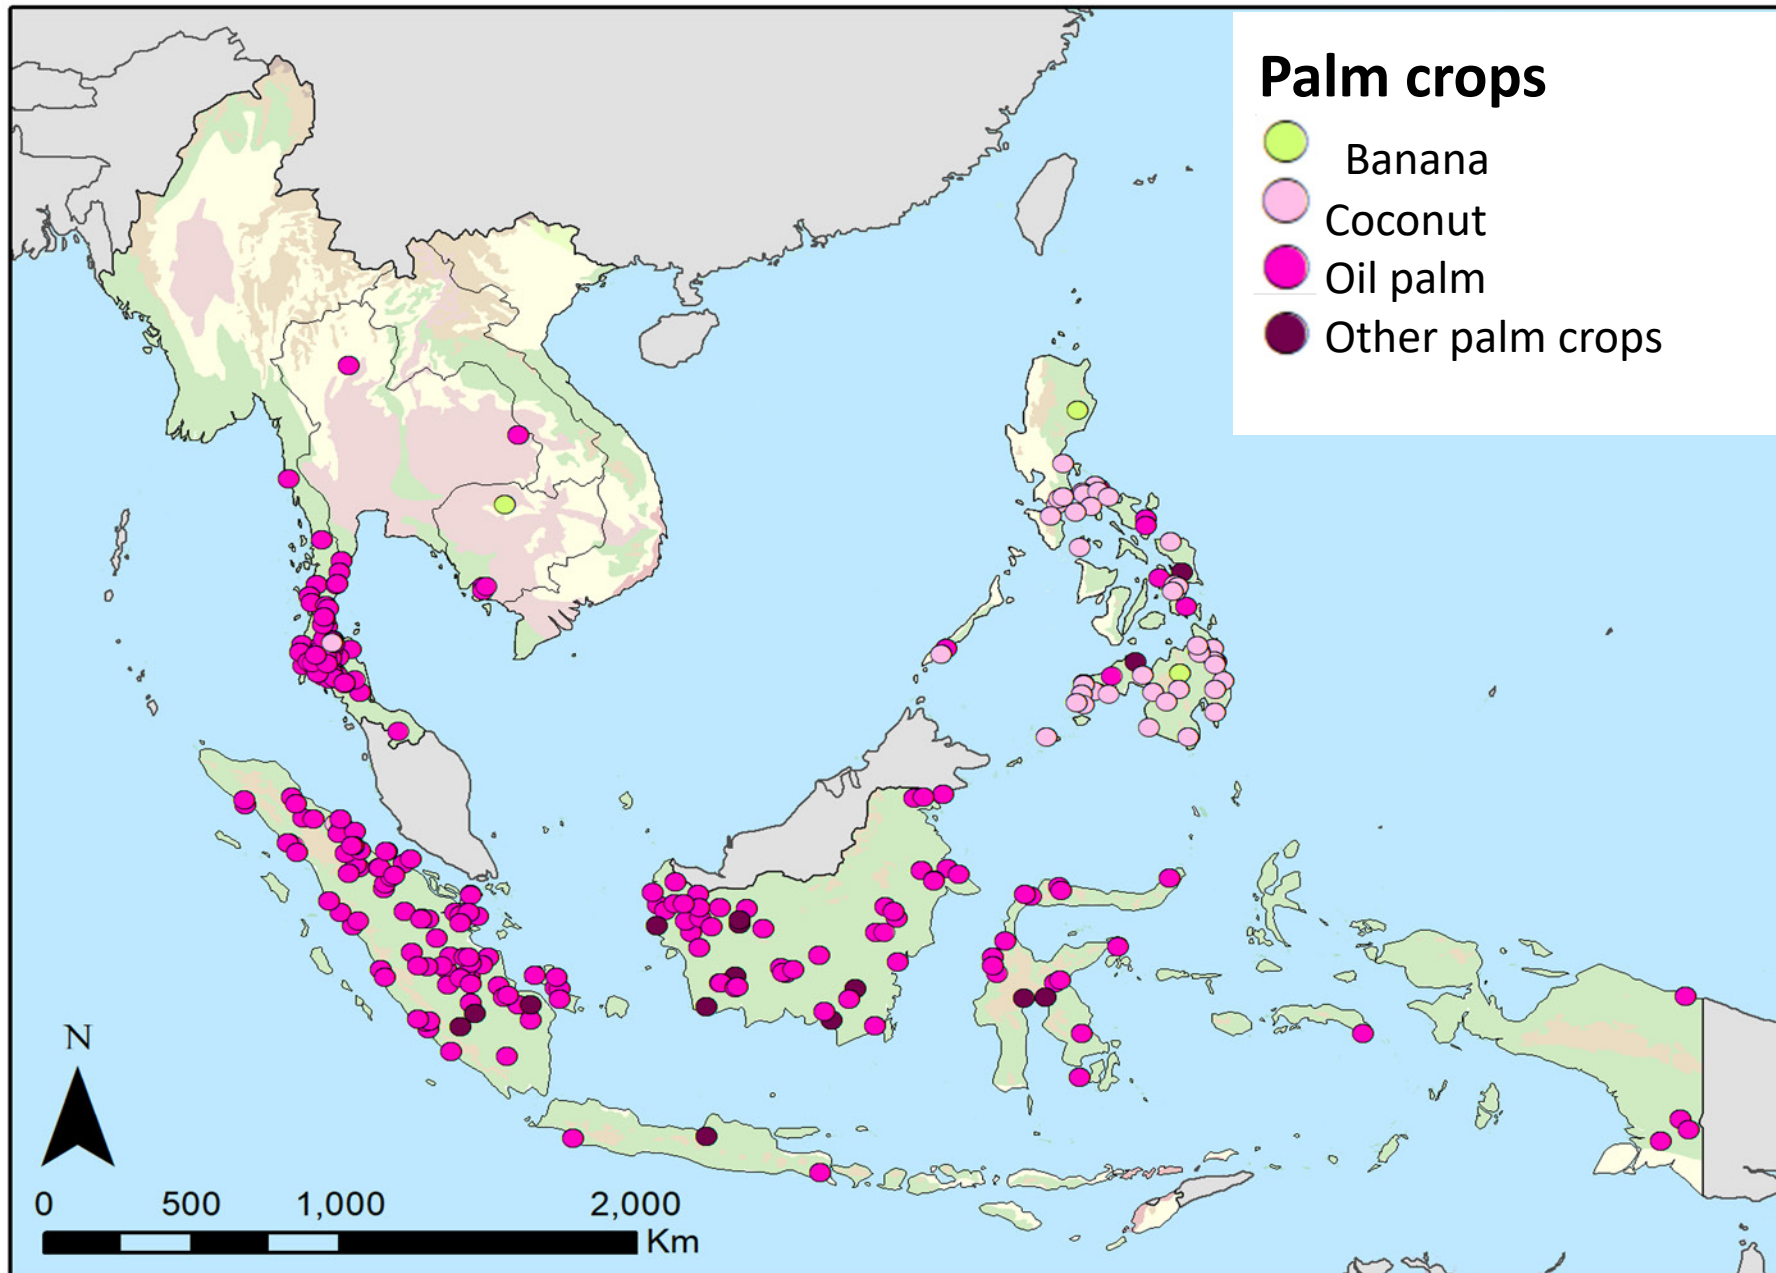 Palm crops
Banana
Coconut
Oil palm
Other palm crops
N
0 500 1,000 2,000
Km